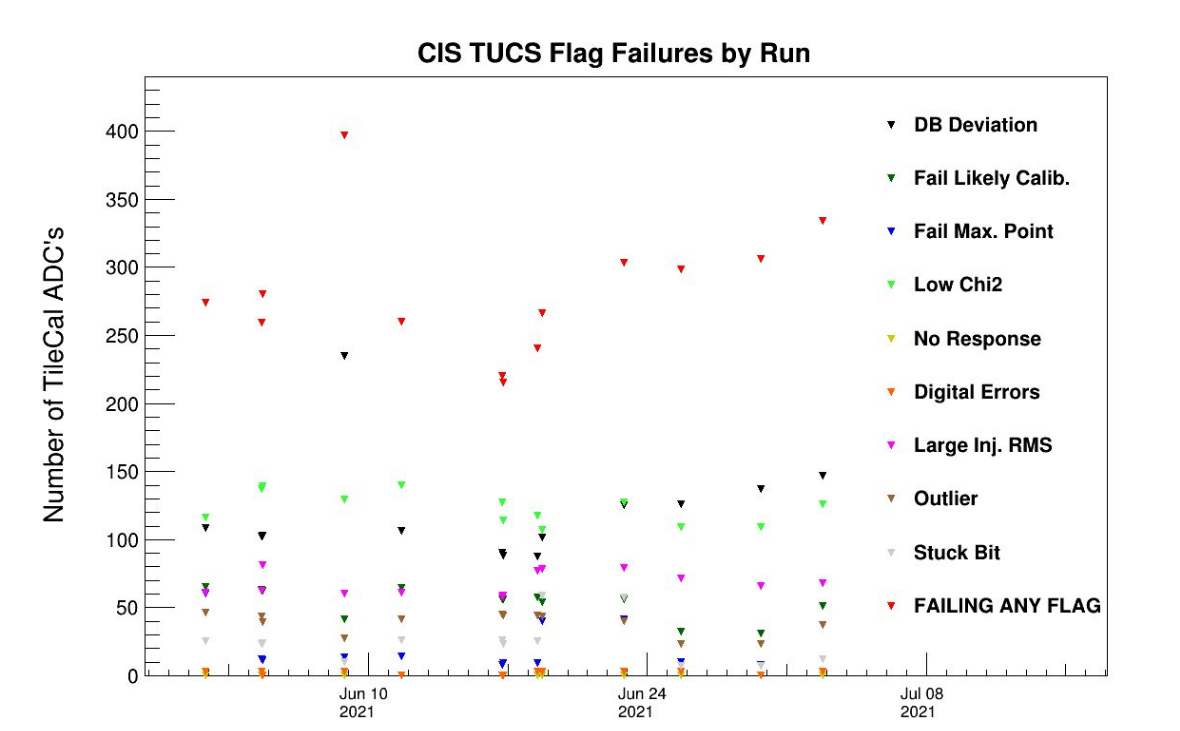 CIS TUCS Flag Failures by Run
Number of TileCal ADC's
400
350
300
250
200
150
100
50
0
Jun 10
2021
Jun 24
2021
Jul 08
2021
DB Deviation
Fail Likely Calib.
Fail Max. Point
Low Chi2
No Response
Digital Errors
Large Inj. RMS
Outlier
Stuck Bit
FAILING ANY FLAG